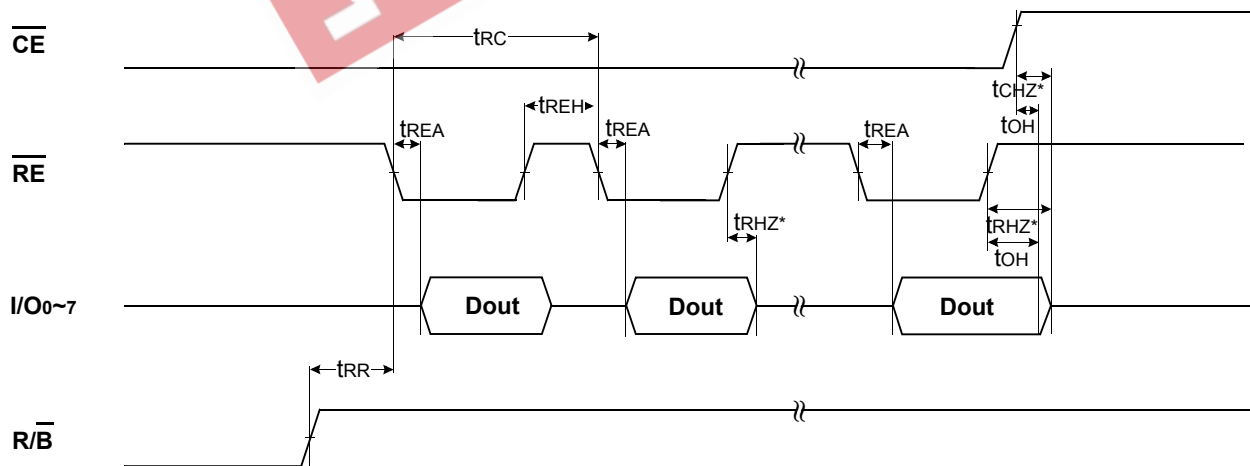 CE
tRC
tCHZ*
tREH
tOH
tREA
tREA
tREA
RE
tRHZ*
tRHZ*
tOH
I/O0~7
Dout
Dout
Dout
tRR
R/B